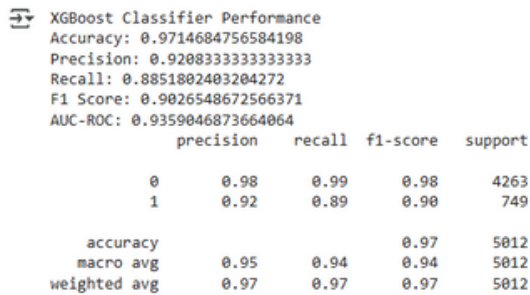 XGBoost Classifier Performance
Accuracy: 0.9714684756584198
Precision: 0.9208333333333333
Recall: 0.8851802403204272
F1 Score: 0.9026548672566371
AUC-ROC: 0.9359046873664064
precision recall f1-score support
0 0.98 0.99 0.98 4263
1 0.92 0.89 0.90 749
accuracy 0.97 5012
macro avg 0.95 0.94 0.94 5012
weighted avg 0.97 0.97 0.97 5012